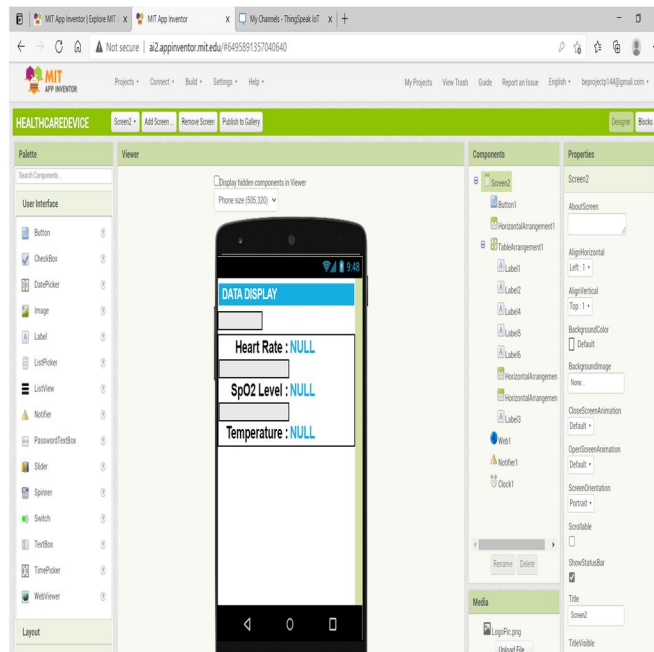 MIT App Inventor | Explore MIT
MIT App Inventor
My Channels - ThingSpeak IoT
Not secure | ai2.appinventor.mit.edu/#6495891357040640
MIT
APP INVENTOR
Projects Connect Build Settings Help
My Projects View Trash Guide Report an Issue English beprojectp144@gmail.com
HEALTHCAREDEVICE
Screen2 Add Screen ... Remove Screen Publish to Gallery
Designer Blocks
Palette
Search Components...
User Interface
Button
CheckBox
DatePicker
Image
Label
ListPicker
ListView
Notifier
PasswordTextBox
Slider
Spinner
Switch
TextBox
TimePicker
WebViewer
Layout
Viewer
Display hidden components in Viewer
Phone size (505,320)
9:48
DATA DISPLAY
Heart Rate : NULL
SpO2 Level : NULL
Temperature : NULL
Components
Screen2
Button1
HorizontalArrangement1
TableArrangement1
Label1
Label2
Label4
Label5
Label6
HorizontalArrangemen
HorizontalArrangemen
Label3
Web1
Notifier1
Clock1
Rename Delete
Media
LogoPic.png
Upload File ...
Properties
Screen2
AboutScreen
AlignHorizontal
Left : 1
AlignVertical
Top : 1
BackgroundColor
Default
BackgroundImage
None...
CloseScreenAnimation
Default
OpenScreenAnimation
Default
ScreenOrientation
Portrait
Scrollable
ShowStatusBar
Title
Screen2
TitleVisible